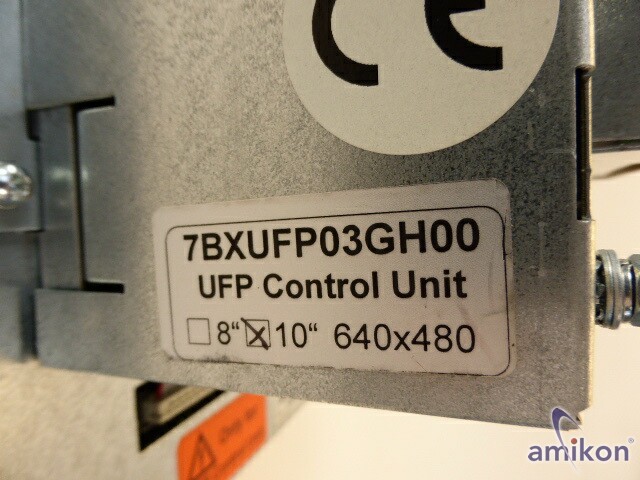 CE
7BXUFP03GH00
UFP Control Unit
☐ 8“ ☒ 10“ 640x480
amikon®